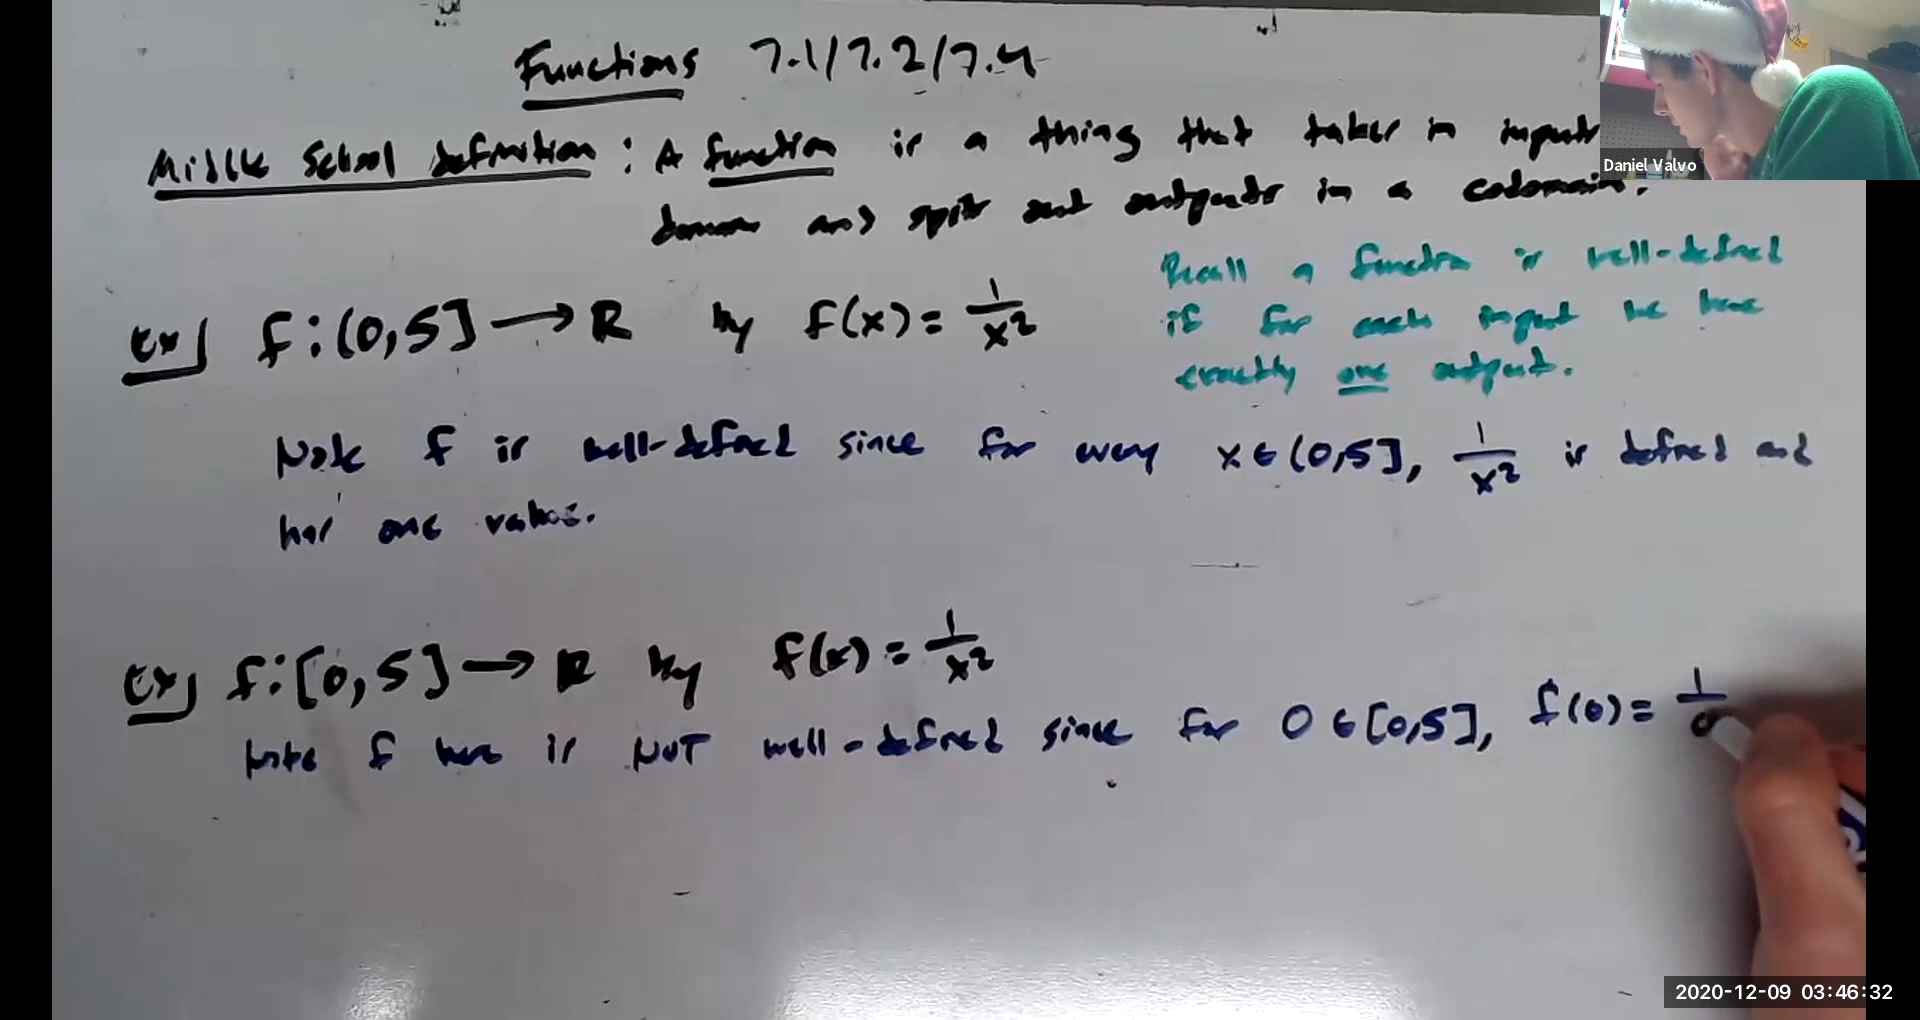 Functions 7.1/7.2/7.4
Middle School definition: A function is a thing that takes in inputs
domain and spits out outputs in a codomain.
Daniel Valvo
Recall a function is well-defined
if for each input we have
exactly one output.
Ex] f:(0,5] → R by f(x) = 1/x²
Note f is well-defined since for every x ∈ (0,5], 1/x² is defined and
has one value.
Ex] f:[0,5] → R by f(x) = 1/x²
Note f here is NOT well-defined since for 0 ∈ [0,5], f(0) = 1/0
2020-12-09 03:46:32